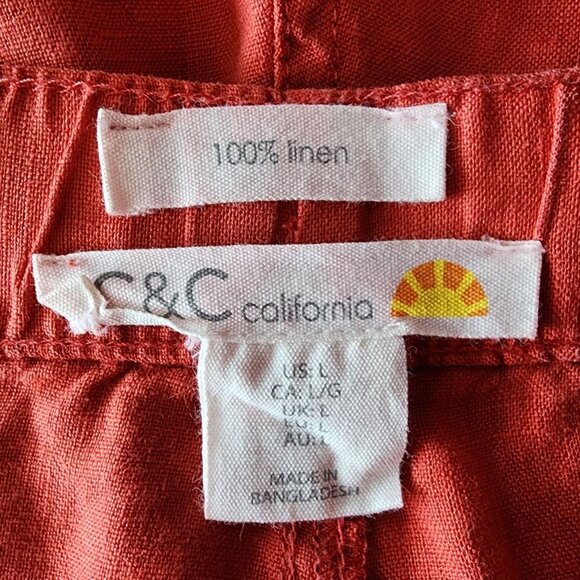 100% linen
C&C california
US: L
CA: L/G
UK: L
EU: L
AU: L
MADE IN
BANGLADESH